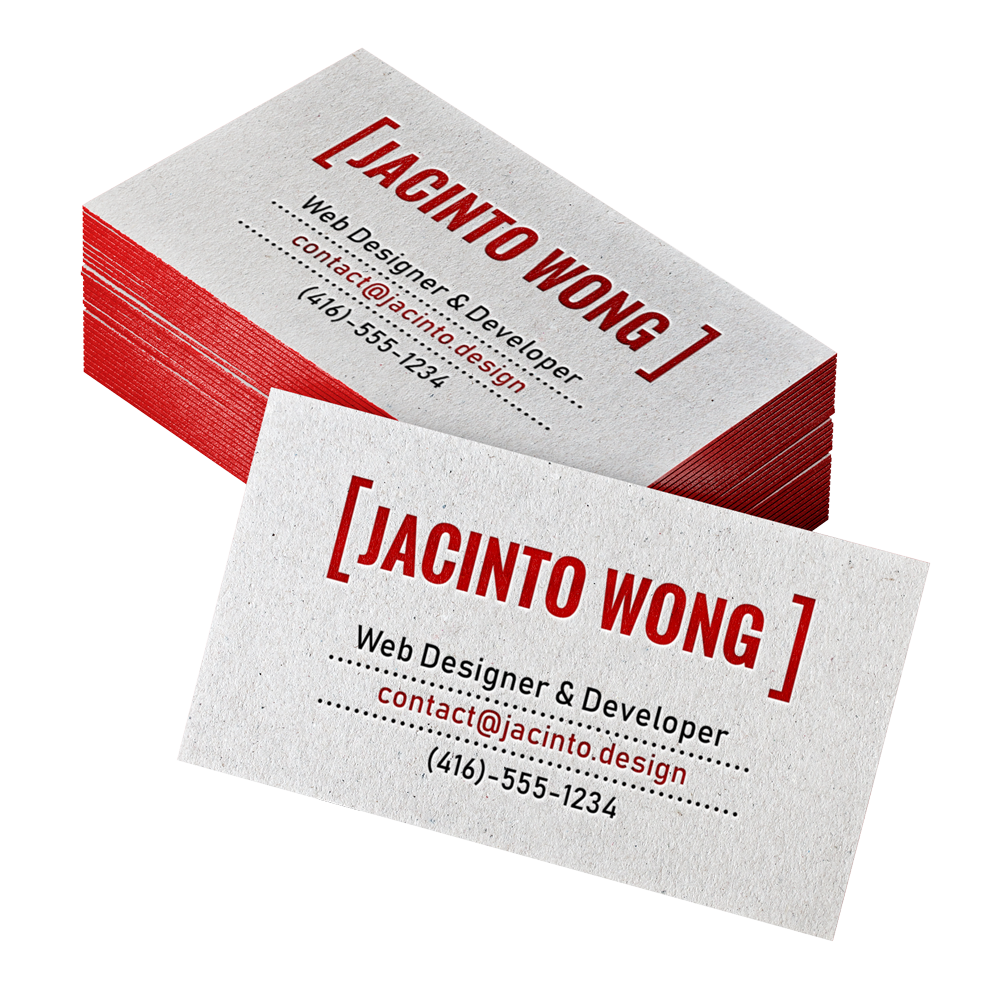 [JACINTO WONG ]
Web Designer & Developer
contact@jacinto.design
(416)-555-1234
[JACINTO WONG ]
Web Designer & Developer
contact@jacinto.design
(416)-555-1234